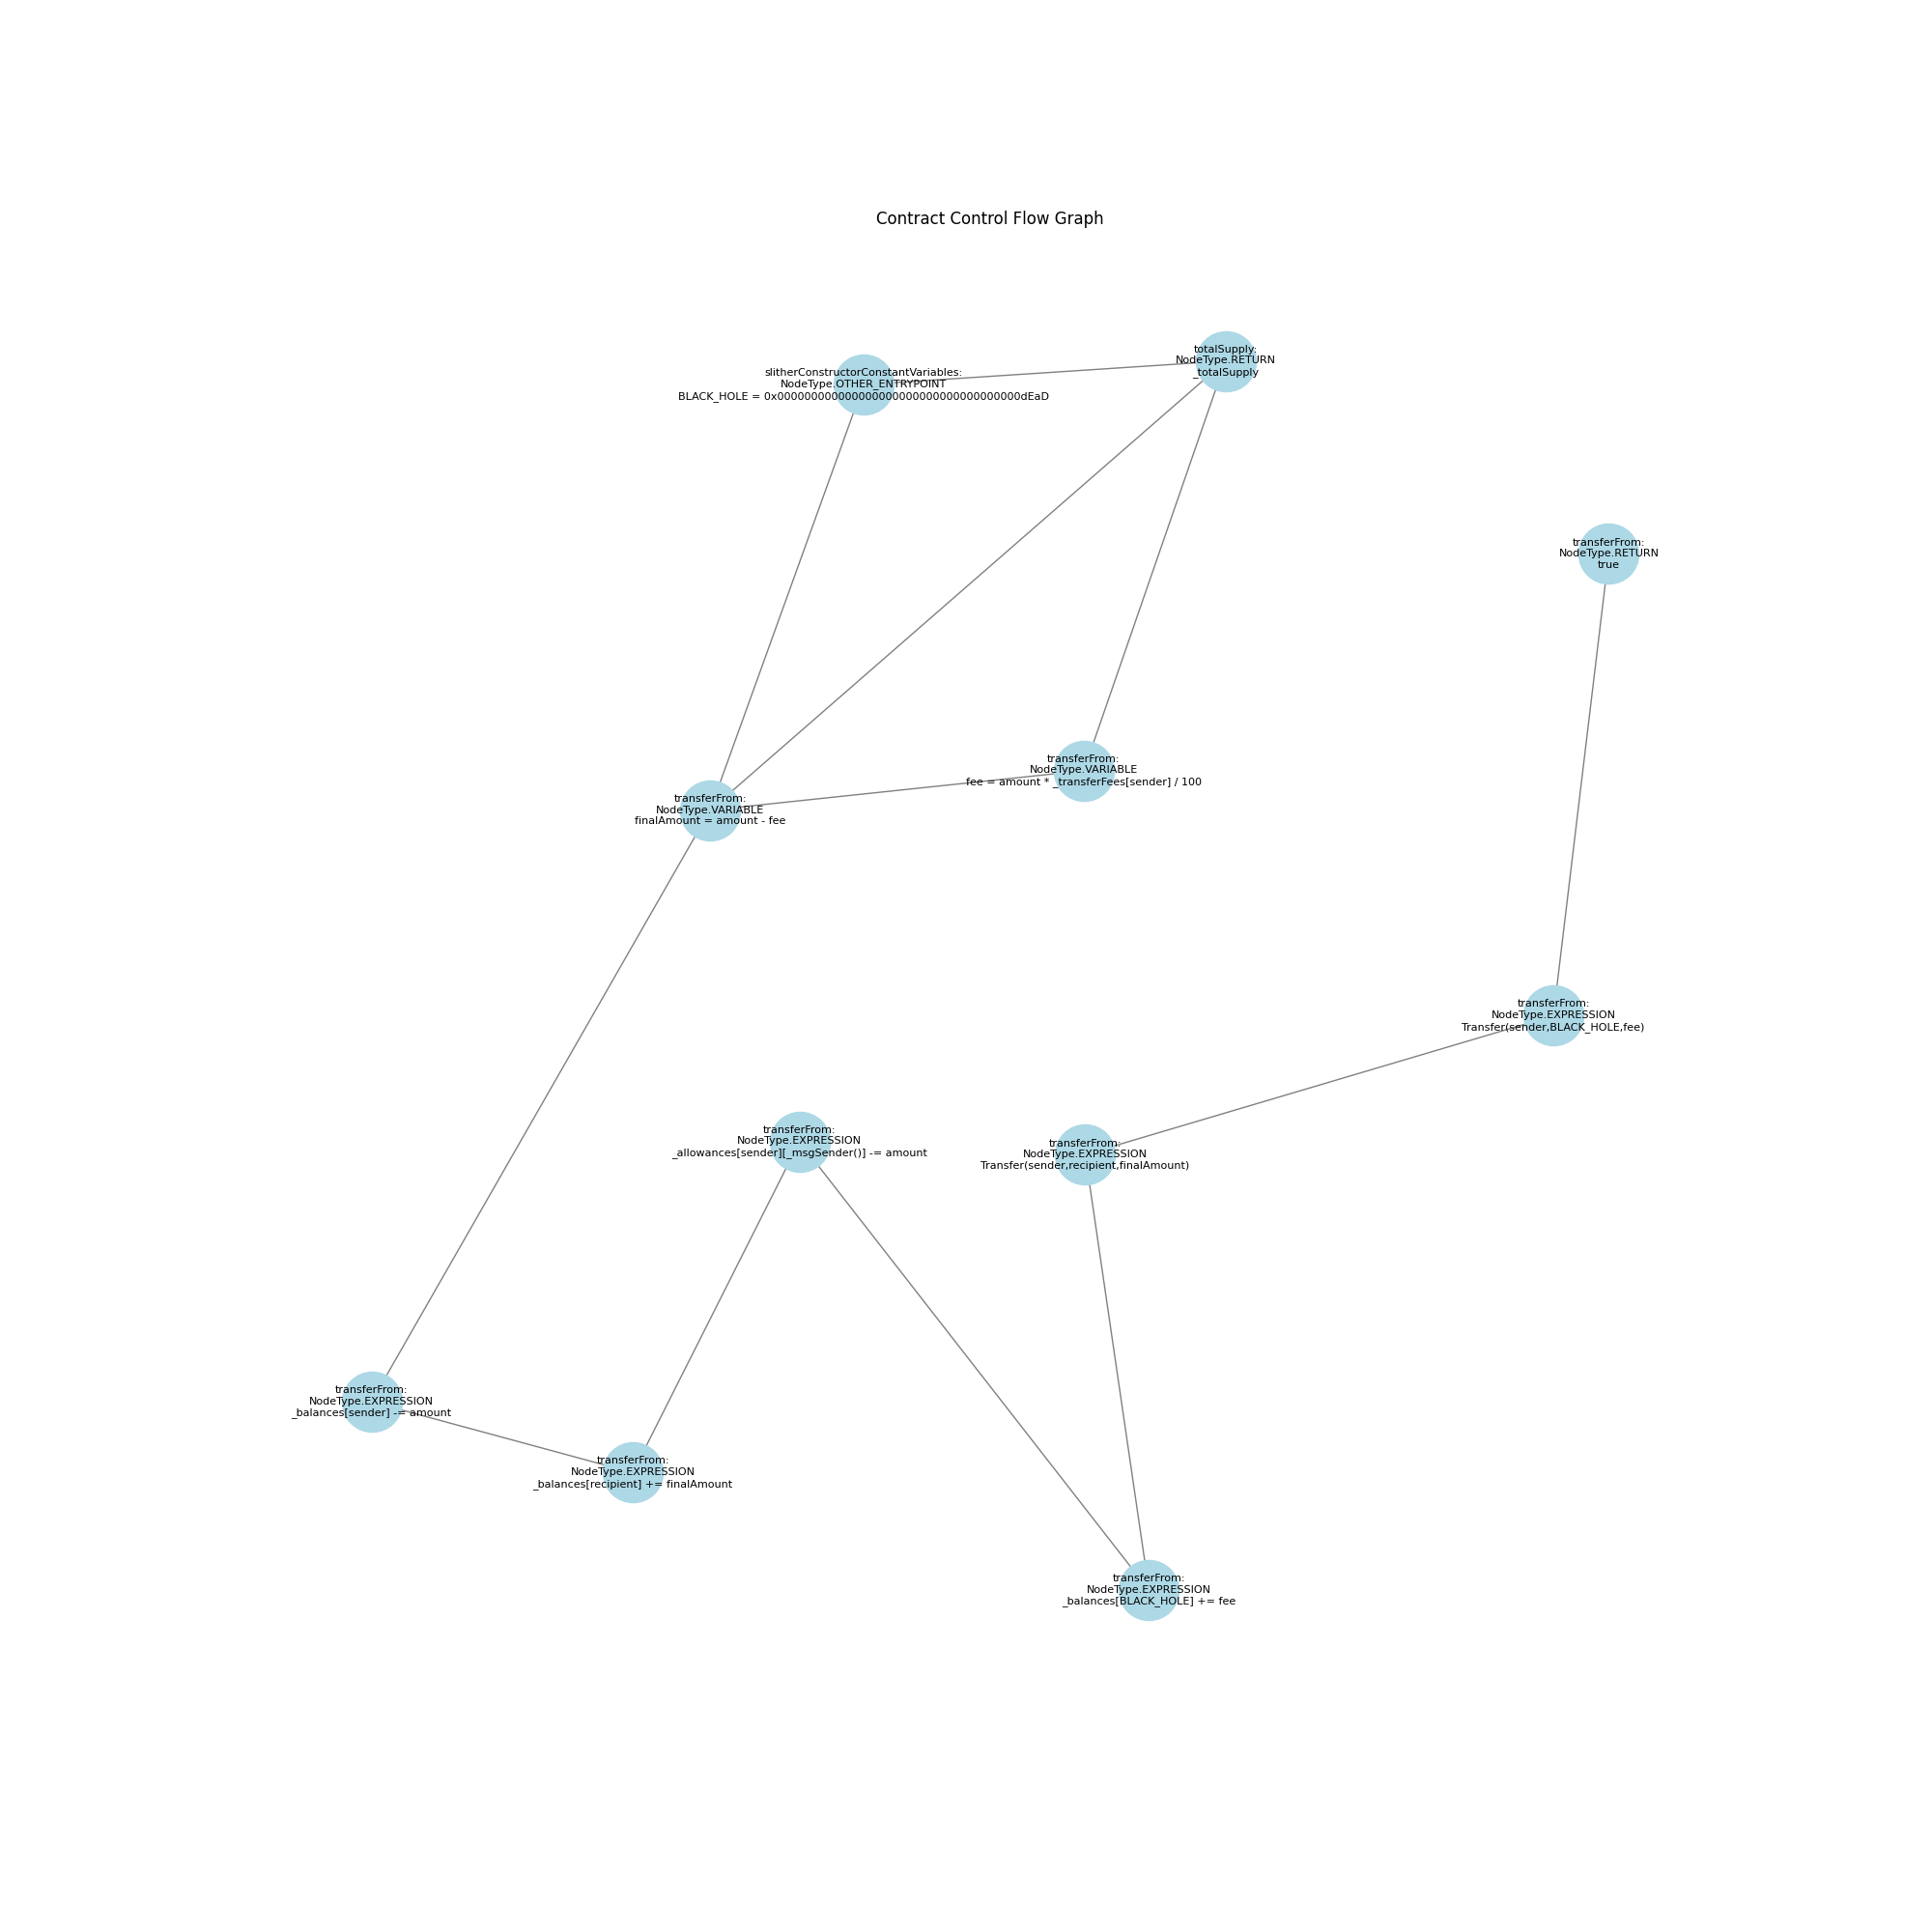 Contract Control Flow Graph
totalSupply:
NodeType.RETURN
_totalSupply
slitherConstructorConstantVariables:
NodeType.OTHER_ENTRYPOINT
BLACK_HOLE = 0x000000000000000000000000000000000000dEaD
transferFrom:
NodeType.RETURN
true
transferFrom:
NodeType.VARIABLE
fee = amount * _transferFees[sender] / 100
transferFrom:
NodeType.VARIABLE
finalAmount = amount - fee
transferFrom:
NodeType.EXPRESSION
Transfer(sender,BLACK_HOLE,fee)
transferFrom:
NodeType.EXPRESSION
_allowances[sender][_msgSender()] -= amount
transferFrom:
NodeType.EXPRESSION
Transfer(sender,recipient,finalAmount)
transferFrom:
NodeType.EXPRESSION
_balances[sender] -= amount
transferFrom:
NodeType.EXPRESSION
_balances[recipient] += finalAmount
transferFrom:
NodeType.EXPRESSION
_balances[BLACK_HOLE] += fee